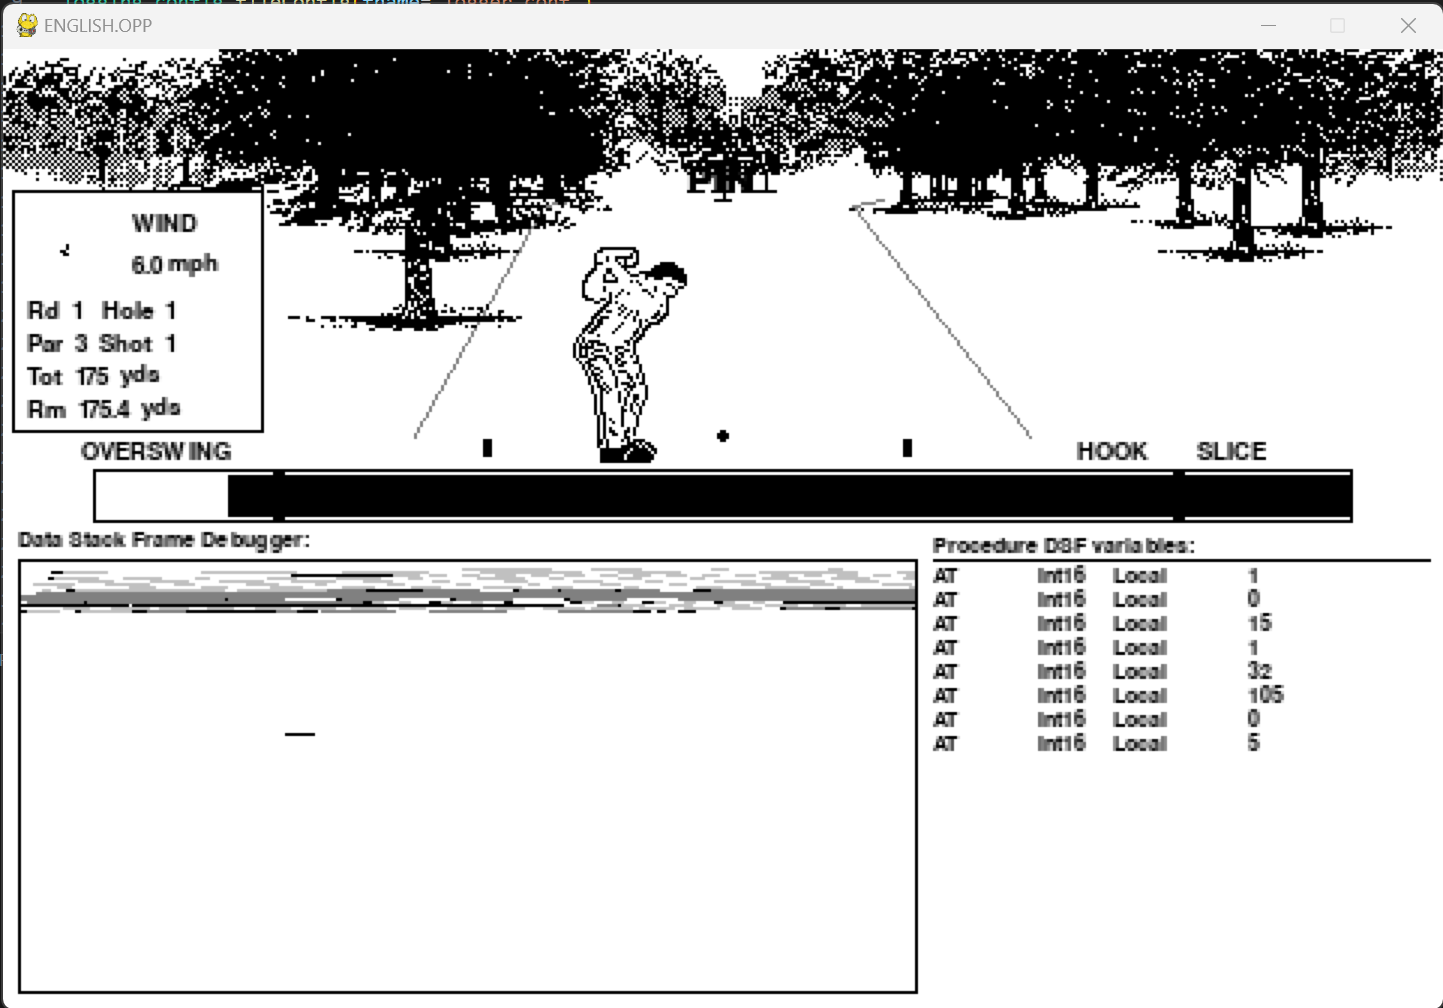 ENGLISH.OPP
PIN
WIND
6.0 mph
Rd 1 Hole 1
Par 3 Shot 1
Tot 175 yds
Rm 175.4 yds
OVERSWING
HOOK SLICE
Data Stack Frame Debugger:
Procedure DSF variables:
AT Int16 Local 1
AT Int16 Local 0
AT Int16 Local 15
AT Int16 Local 1
AT Int16 Local 32
AT Int16 Local 105
AT Int16 Local 0
AT Int16 Local 5